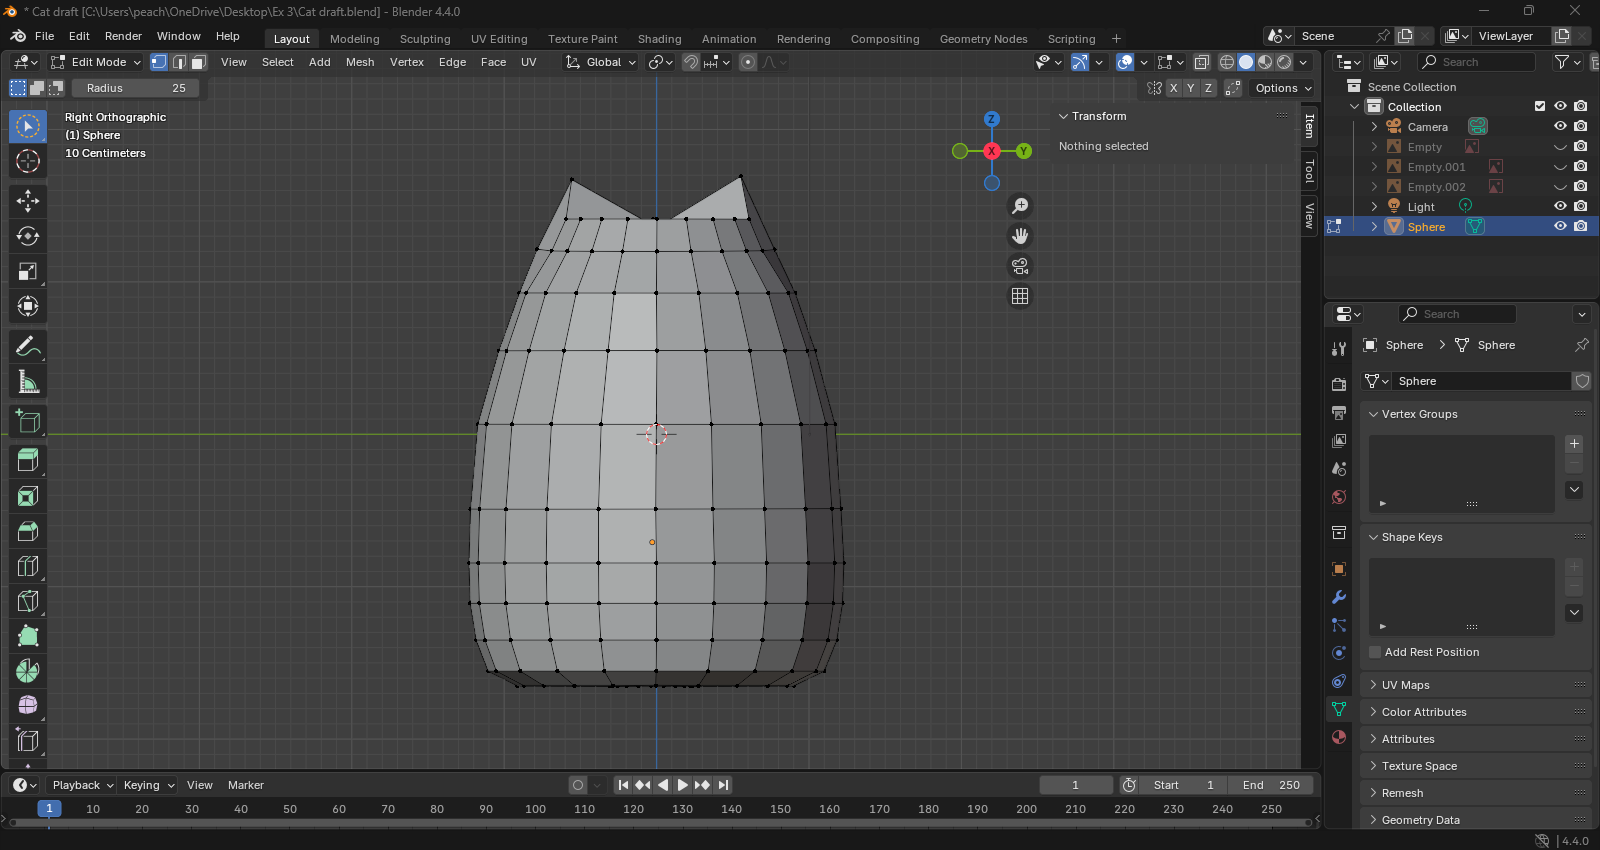 * Cat draft [C:\Users\peach\OneDrive\Desktop\Ex 3\Cat draft.blend] - Blender 4.4.0
File Edit Render Window Help Layout Modeling Sculpting UV Editing Texture Paint Shading Animation Rendering Compositing Geometry Nodes Scripting + Scene ViewLayer
Edit Mode View Select Add Mesh Vertex Edge Face UV Global Search
Radius 25 X Y Z Options
Scene Collection
Collection
Camera
Empty
Empty.001
Empty.002
Light
Sphere
Right Orthographic
(1) Sphere
10 Centimeters
Z
X
Y
Transform
Nothing selected
Item
Tool
View
Search
Sphere Sphere
Sphere
Vertex Groups
Shape Keys
Add Rest Position
UV Maps
Color Attributes
Attributes
Texture Space
Remesh
Geometry Data
Playback Keying View Marker 1 Start 1 End 250
1 10 20 30 40 50 60 70 80 90 100 110 120 130 140 150 160 170 180 190 200 210 220 230 240 250
4.4.0